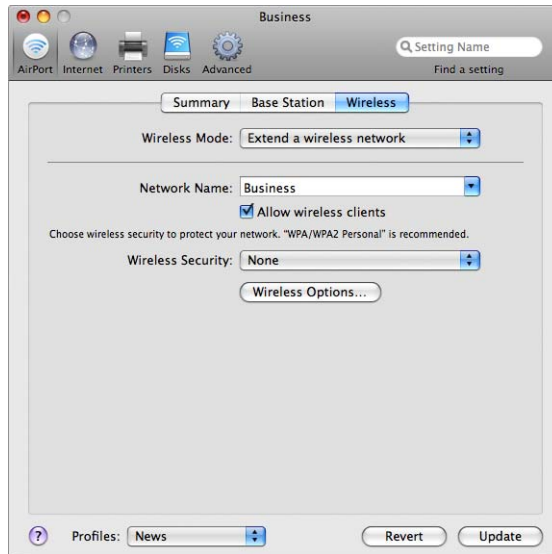 Business
Setting Name
AirPort Internet Printers Disks Advanced Find a setting
Summary Base Station Wireless
Wireless Mode: Extend a wireless network
Network Name: Business
Allow wireless clients
Choose wireless security to protect your network. "WPA/WPA2 Personal" is recommended.
Wireless Security: None
Wireless Options...
? Profiles: News Revert Update